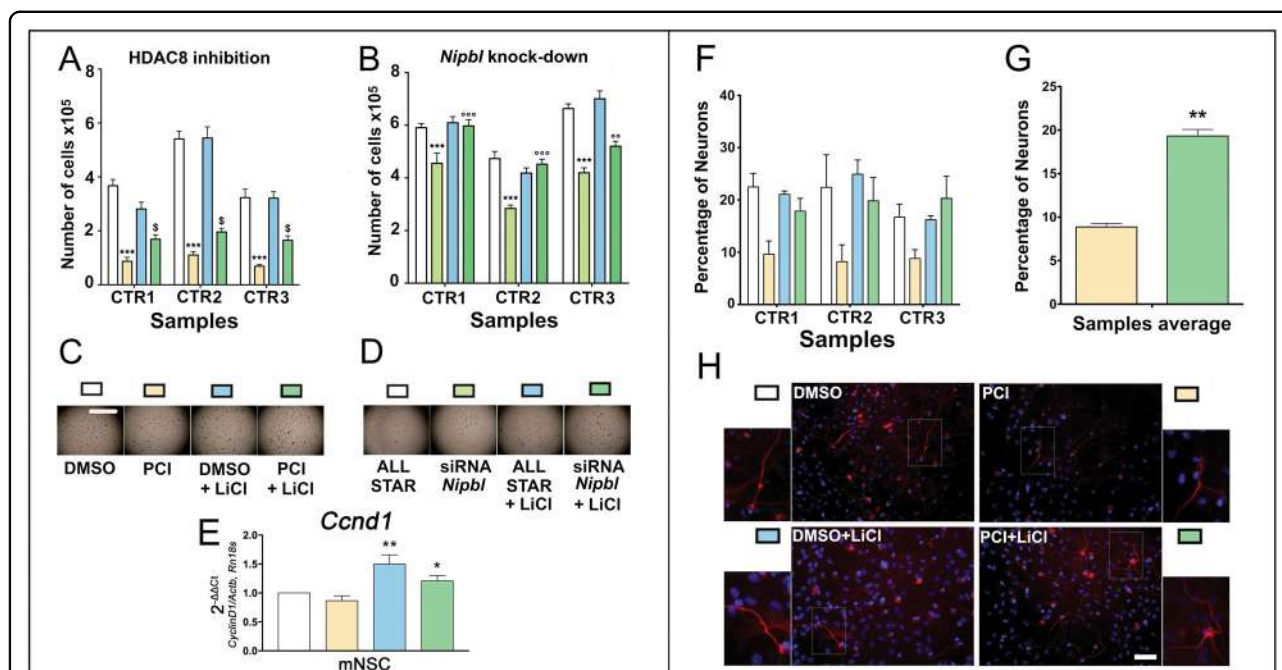 A
HDAC8 inhibition
Number of cells x10⁵
8
6
4
2
0
*** $ *** $ *** $
CTR1 CTR2 CTR3
Samples
B
Nipbl knock-down
Number of cells x10⁵
8
6
4
2
0
*** °°° *** °°° *** °°
CTR1 CTR2 CTR3
Samples
C
DMSO PCI DMSO + LiCl PCI + LiCl
D
ALL STAR siRNA Nipbl ALL STAR + LiCl siRNA Nipbl + LiCl
E
Ccnd1
2^-ΔΔCt
CyclinD1/Actb, Rn18s
2.0
1.5
1.0
0.5
0.0
** *
mNSC
F
Percentage of Neurons
40
30
20
10
0
CTR1 CTR2 CTR3
Samples
G
Percentage of Neurons
25
20
15
10
5
0
**
Samples average
H
DMSO
PCI
DMSO+LiCl
PCI+LiCl